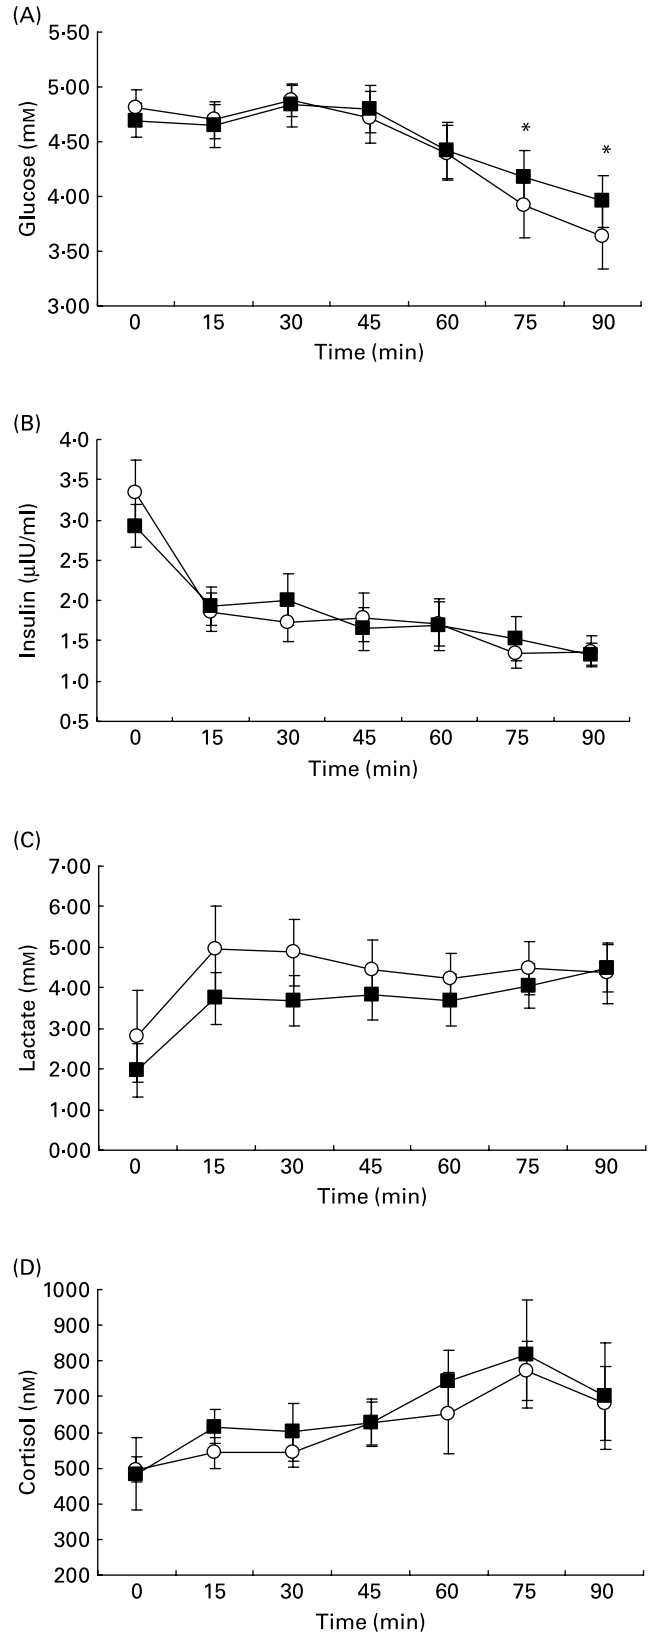 (A)
5·50
5·00
4·50
4·00
3·50
3·00
Glucose (mM)
*
*
0 15 30 45 60 75 90
Time (min)
(B)
4·0
3·5
3·0
2·5
2·0
1·5
1·0
0·5
Insulin (μIU/ml)
0 15 30 45 60 75 90
Time (min)
(C)
7·00
6·00
5·00
4·00
3·00
2·00
1·00
0·00
Lactate (mM)
0 15 30 45 60 75 90
Time (min)
(D)
1000
900
800
700
600
500
400
300
200
Cortisol (nM)
0 15 30 45 60 75 90
Time (min)